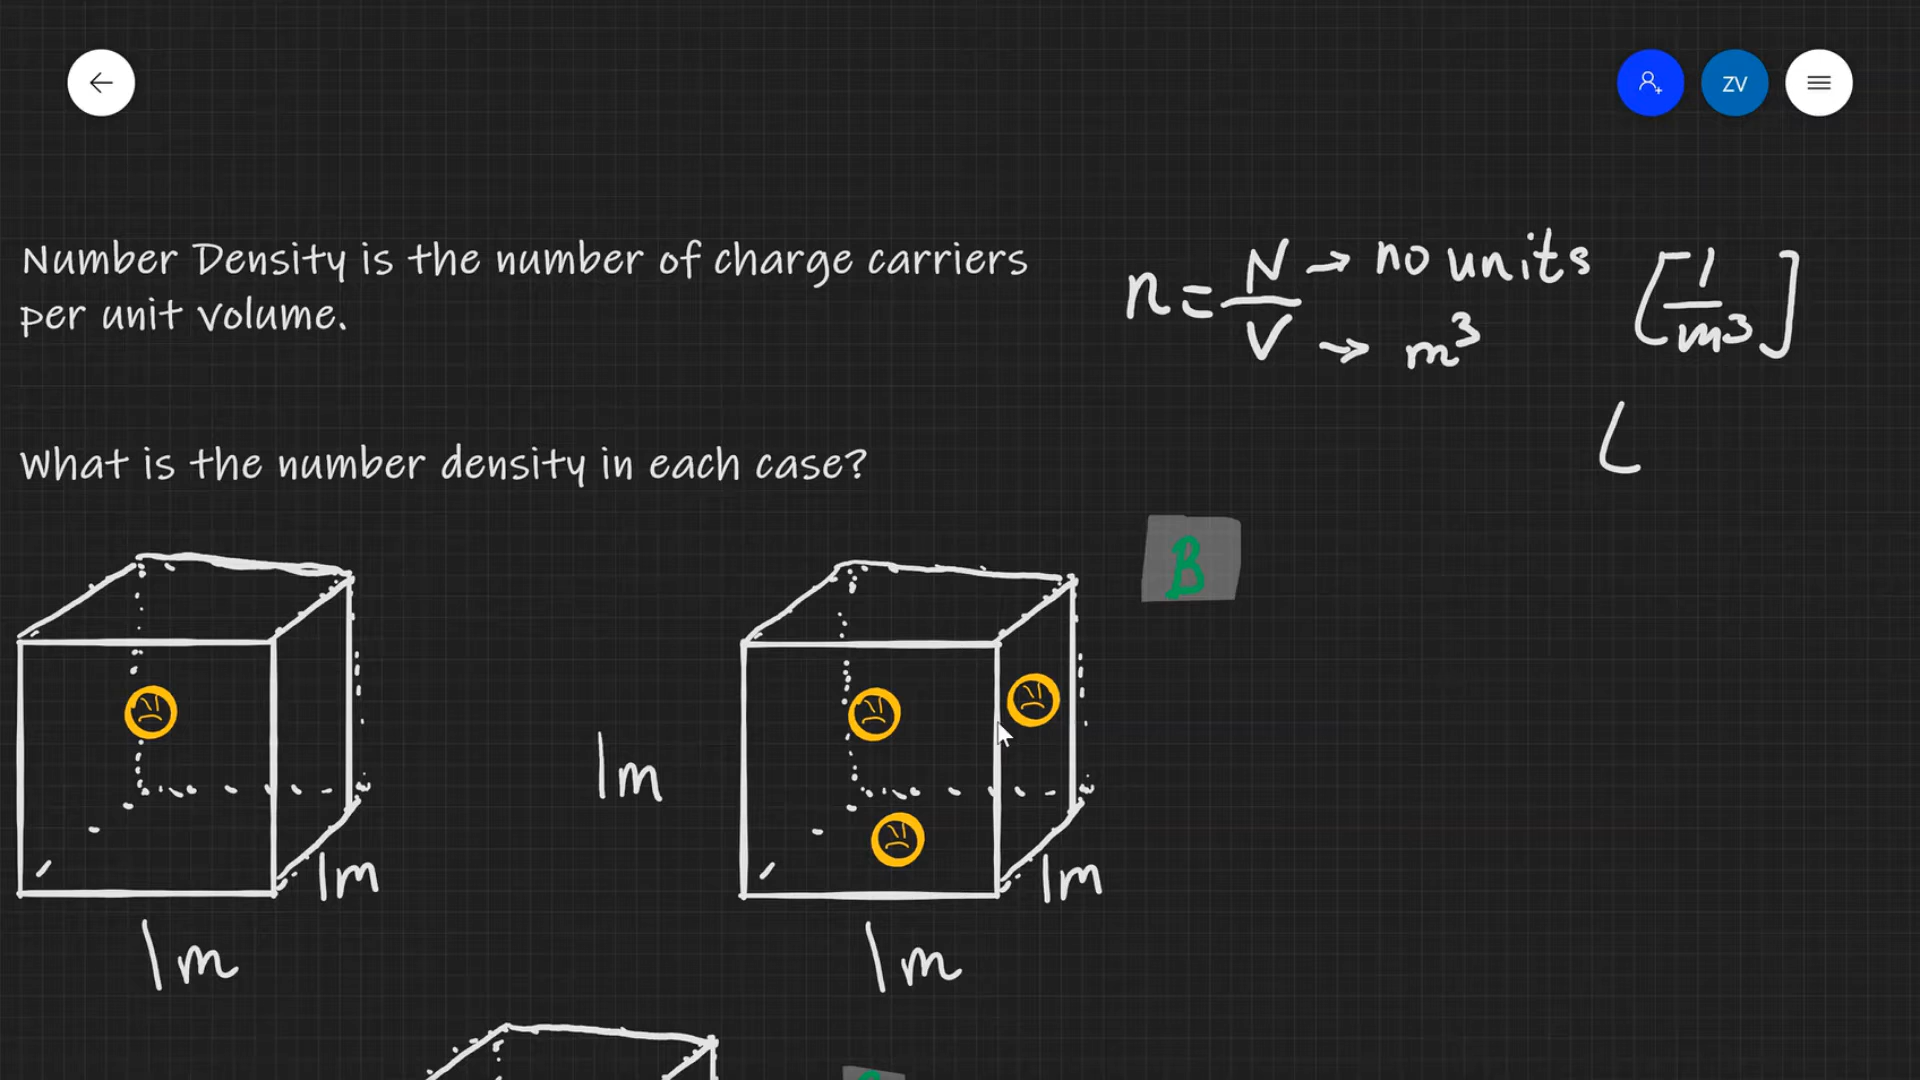 ZV
Number Density is the number of charge carriers
per unit volume.
n = N/V → no units [1/m³]
→ m³
What is the number density in each case?
B
1m
1m
1m
1m
1m